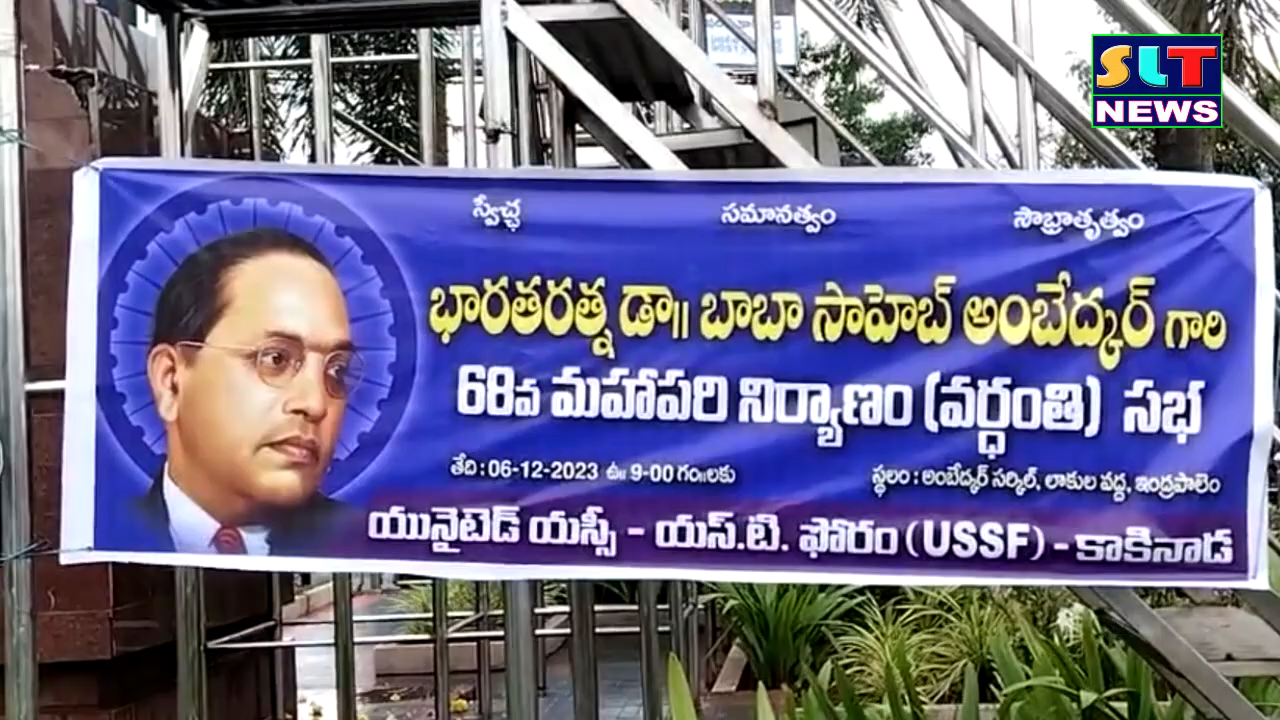 SLT
NEWS
స్వేచ్ఛ సమానత్వం సౌభ్రాతృత్వం
భారతరత్న డా॥ బాబా సాహెబ్ అంబేద్కర్ గారి
68వ మహాపరి నిర్యాణం (వర్ధంతి) సభ
తేది : 06-12-2023 ఉ॥ 9-00 గం॥లకు స్థలం : అంబేద్కర్ సర్కిల్, లాకుల వద్ద, ఇంద్రపాలెం
యునైటెడ్ యస్సీ - యస్.టి. ఫోరం (USSF) - కాకినాడ